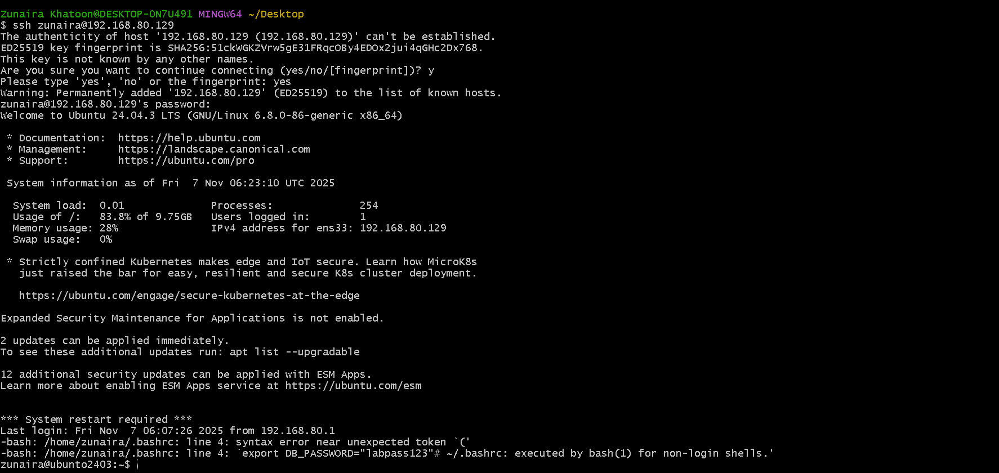 Zunaira Khatoon@DESKTOP-ON7U491 MINGW64 ~/Desktop
$ ssh zunaira@192.168.80.129
The authenticity of host '192.168.80.129 (192.168.80.129)' can't be established.
ED25519 key fingerprint is SHA256:51ckWGKZVrw5gE31FRqcOBy4EDOx2jui4qGHc2Dx768.
This key is not known by any other names.
Are you sure you want to continue connecting (yes/no/[fingerprint])? y
Please type 'yes', 'no' or the fingerprint: yes
Warning: Permanently added '192.168.80.129' (ED25519) to the list of known hosts.
zunaira@192.168.80.129's password:
Welcome to Ubuntu 24.04.3 LTS (GNU/Linux 6.8.0-86-generic x86_64)

 * Documentation:  https://help.ubuntu.com
 * Management:     https://landscape.canonical.com
 * Support:        https://ubuntu.com/pro

 System information as of Fri  7 Nov 06:23:10 UTC 2025

  System load:  0.01              Processes:              254
  Usage of /:   83.8% of 9.75GB   Users logged in:        1
  Memory usage: 28%               IPv4 address for ens33: 192.168.80.129
  Swap usage:   0%

 * Strictly confined Kubernetes makes edge and IoT secure. Learn how MicroK8s
   just raised the bar for easy, resilient and secure K8s cluster deployment.

   https://ubuntu.com/engage/secure-kubernetes-at-the-edge

Expanded Security Maintenance for Applications is not enabled.

2 updates can be applied immediately.
To see these additional updates run: apt list --upgradable

12 additional security updates can be applied with ESM Apps.
Learn more about enabling ESM Apps service at https://ubuntu.com/esm

*** System restart required ***
Last login: Fri Nov  7 06:07:26 2025 from 192.168.80.1
-bash: /home/zunaira/.bashrc: line 4: syntax error near unexpected token `('
-bash: /home/zunaira/.bashrc: line 4: `export DB_PASSWORD="labpass123"# ~/.bashrc: executed by bash(1) for non-login shells.'
zunaira@ubunto2403:~$